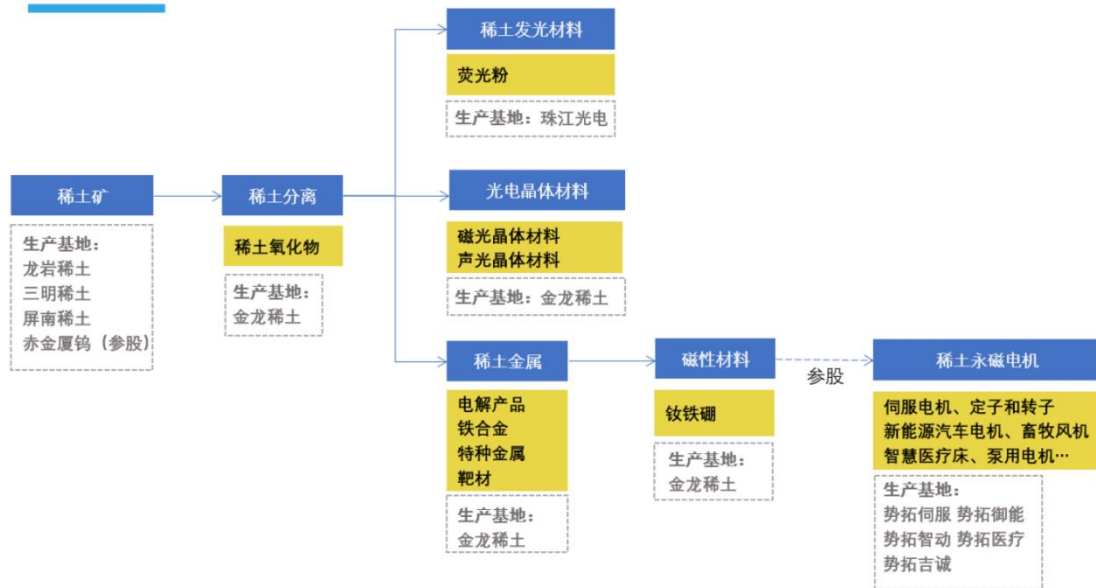 稀土发光材料
荧光粉
生产基地：珠江光电
稀土矿
生产基地：
龙岩稀土
三明稀土
屏南稀土
赤金厦钨（参股）
稀土分离
稀土氧化物
生产基地：
金龙稀土
光电晶体材料
磁光晶体材料
声光晶体材料
生产基地：金龙稀土
稀土金属
电解产品
铁合金
特种金属
靶材
生产基地：
金龙稀土
磁性材料
钕铁硼
生产基地：
金龙稀土
参股
稀土永磁电机
伺服电机、定子和转子
新能源汽车电机、畜牧风机
智慧医疗床、泵用电机…
生产基地：
势拓伺服 势拓御能
势拓智动 势拓医疗
势拓吉诚